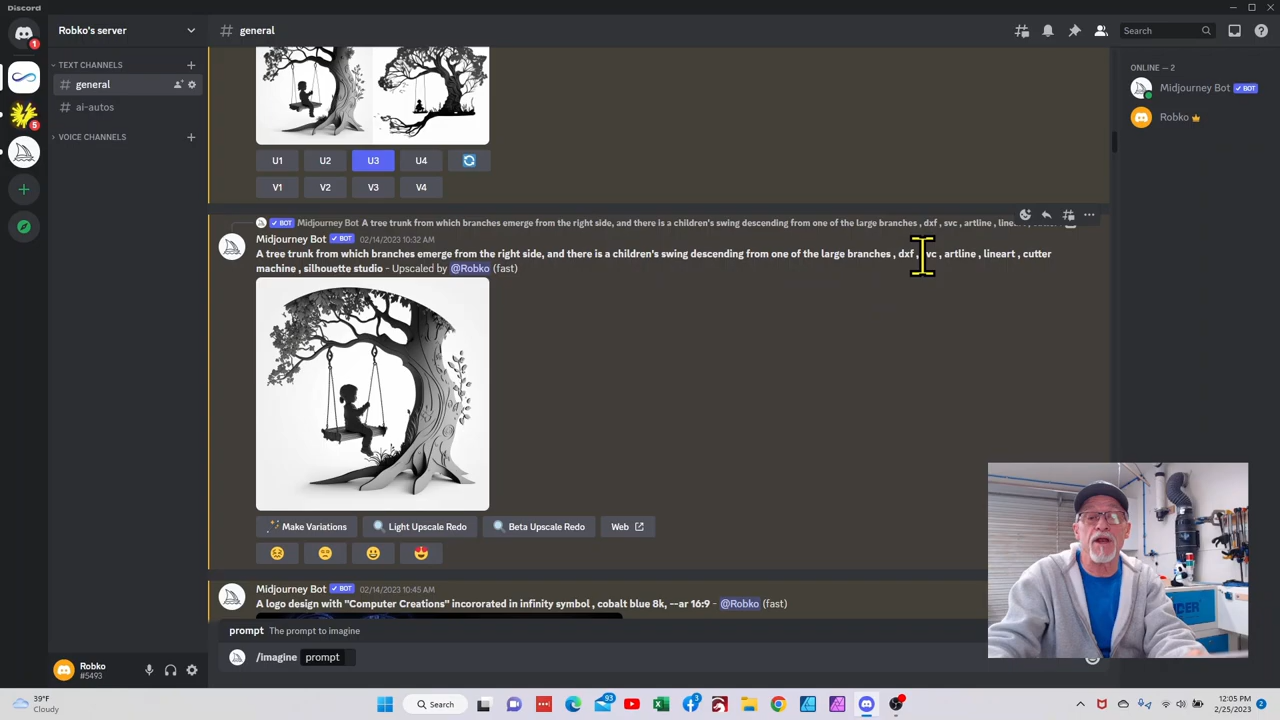 Discord
Robko's server
general
Search
1
TEXT CHANNELS
general
ai-autos
5
VOICE CHANNELS
ONLINE — 2
Midjourney Bot BOT
Robko
U1 U2 U3 U4
V1 V2 V3 V4
BOT Midjourney Bot A tree trunk from which branches emerge from the right side, and there is a children's swing descending from one of the large branches , dxf , svc , artline ,
Midjourney Bot BOT 02/14/2023 10:32 AM
A tree trunk from which branches emerge from the right side, and there is a children's swing descending from one of the large branches , dxf , svc , artline , lineart , cutter
machine , silhouette studio - Upscaled by @Robko (fast)
Make Variations Light Upscale Redo Beta Upscale Redo Web
Midjourney Bot BOT 02/14/2023 10:45 AM
A logo design with "Computer Creations" incororated in infinity symbol , cobalt blue 8k, --ar 16:9 - @Robko (fast)
prompt The prompt to imagine
/imagine prompt
Robko
#5493
39°F
Cloudy
Search
93
3
12:05 PM
2/25/2023
2